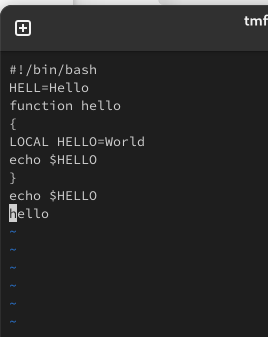 tmf
#!/bin/bash
HELL=Hello
function hello
{
LOCAL HELLO=World
echo $HELLO
}
echo $HELLO
hello
~
~
~
~
~
~